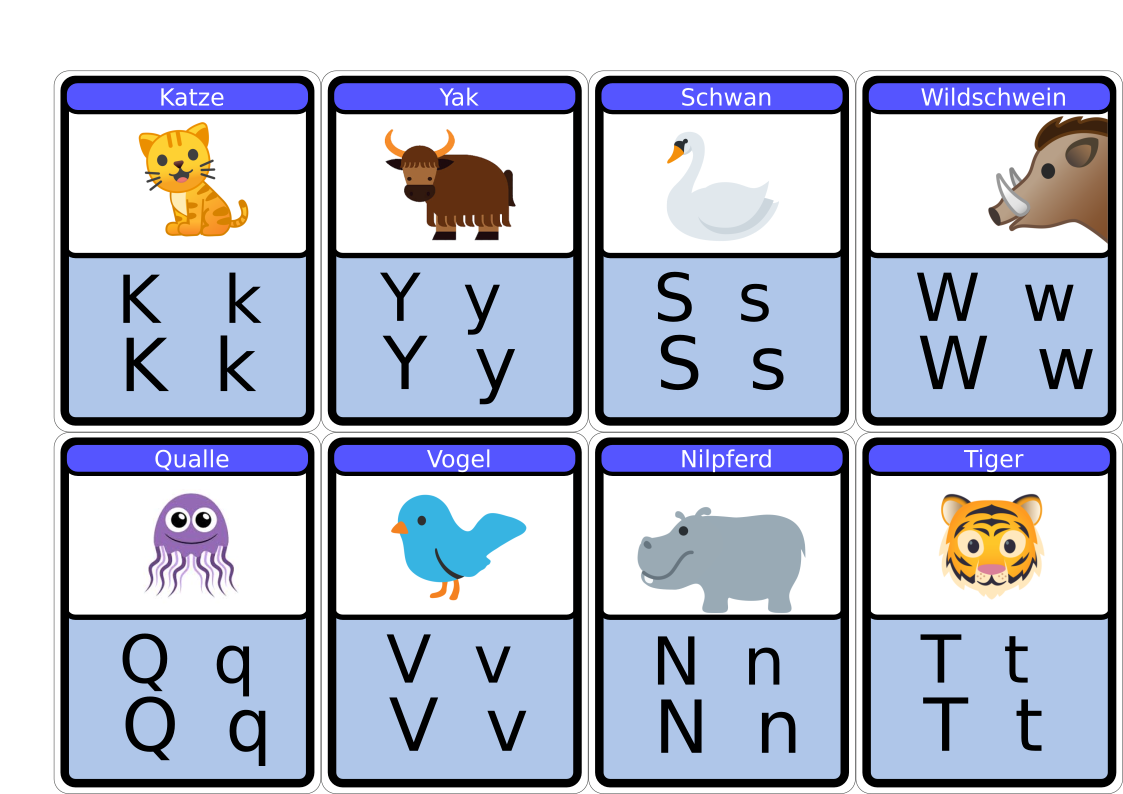 Katze
K k
K k
Yak
Y y
Y y
Schwan
S s
S s
Wildschwein
W w
W w
Qualle
Q q
Q q
Vogel
V v
V v
Nilpferd
N n
N n
Tiger
T t
T t